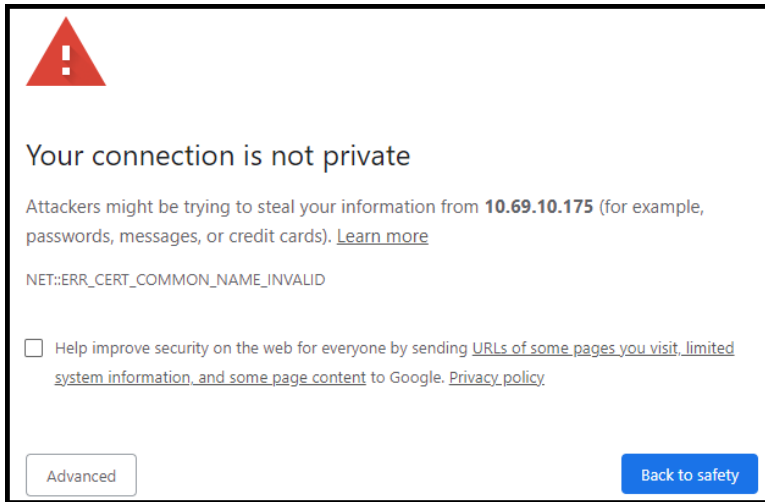 Your connection is not private
Attackers might be trying to steal your information from 10.69.10.175 (for example,
passwords, messages, or credit cards). Learn more
NET::ERR_CERT_COMMON_NAME_INVALID
Help improve security on the web for everyone by sending URLs of some pages you visit, limited
system information, and some page content to Google. Privacy policy
Advanced
Back to safety